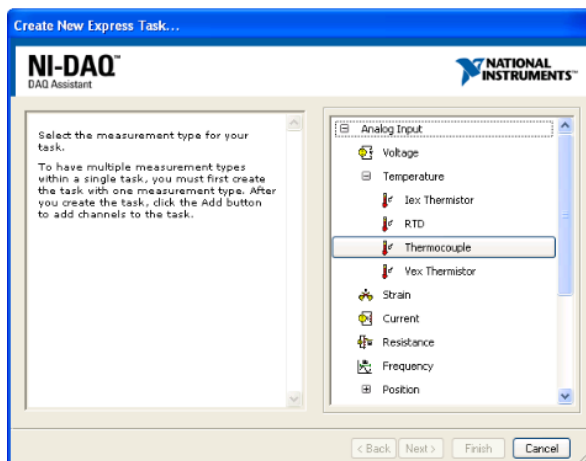 Create New Express Task...
NI-DAQ™
DAQ Assistant
NATIONAL
INSTRUMENTS™
Select the measurement type for your
task.
To have multiple measurement types
within a single task, you must first create
the task with one measurement type. After
you create the task, click the Add button
to add channels to the task.
Analog Input
Voltage
Temperature
Iex Thermistor
RTD
Thermocouple
Vex Thermistor
Strain
Current
Resistance
Frequency
Position
< Back Next > Finish Cancel